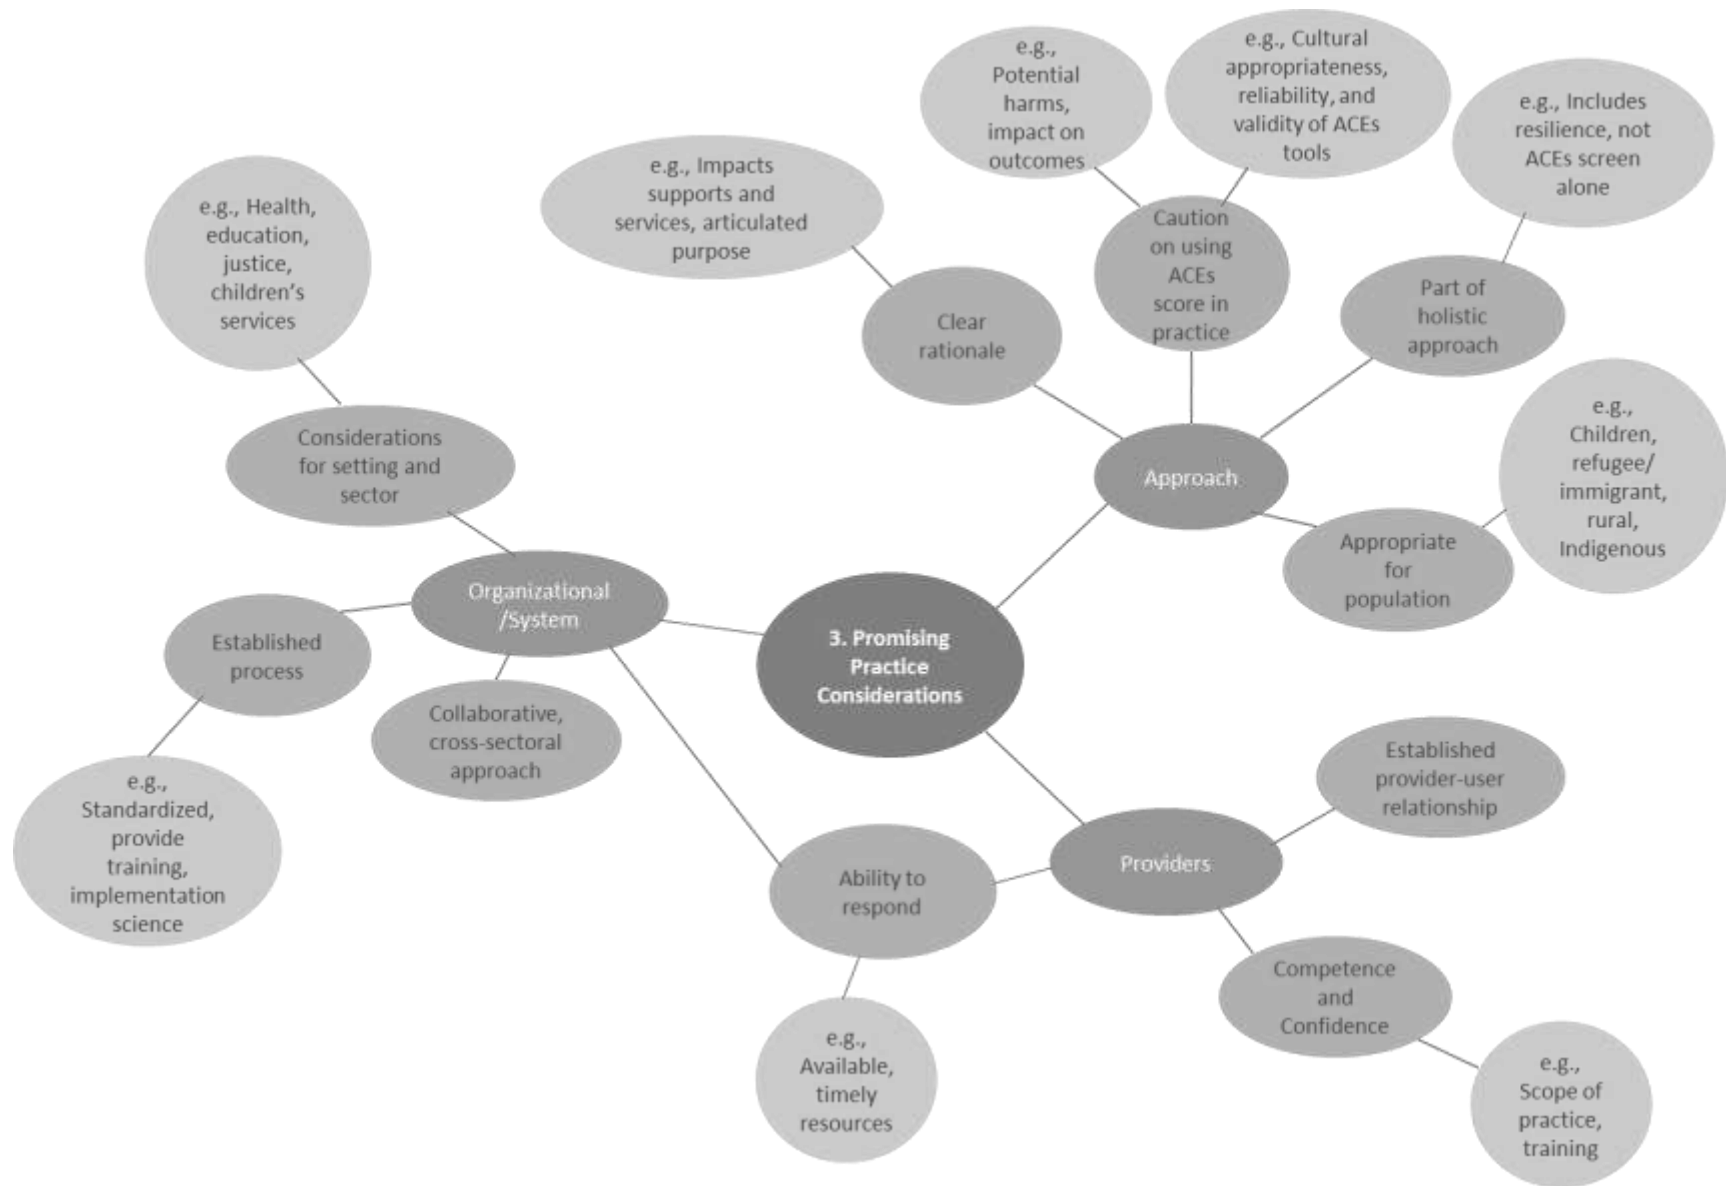 e.g.,
Potential
harms,
impact on
outcomes
e.g., Cultural
appropriateness,
reliability, and
validity of ACEs
tools
e.g., Includes
resilience, not
ACEs screen
alone
e.g., Impacts
supports and
services, articulated
purpose
e.g., Health,
education,
justice,
children's
services
Caution
on using
ACEs
score in
practice
Clear
rationale
Part of
holistic
approach
e.g.,
Children,
refugee/
immigrant,
rural,
Indigenous
Considerations
for setting and
sector
Approach
Appropriate
for
population
Organizational
/System
Established
process
3. Promising
Practice
Considerations
Collaborative,
cross-sectoral
approach
Established
provider-user
relationship
e.g.,
Standardized,
provide
training,
implementation
science
Providers
Ability to
respond
Competence
and
Confidence
e.g.,
Available,
timely
resources
e.g.,
Scope of
practice,
training